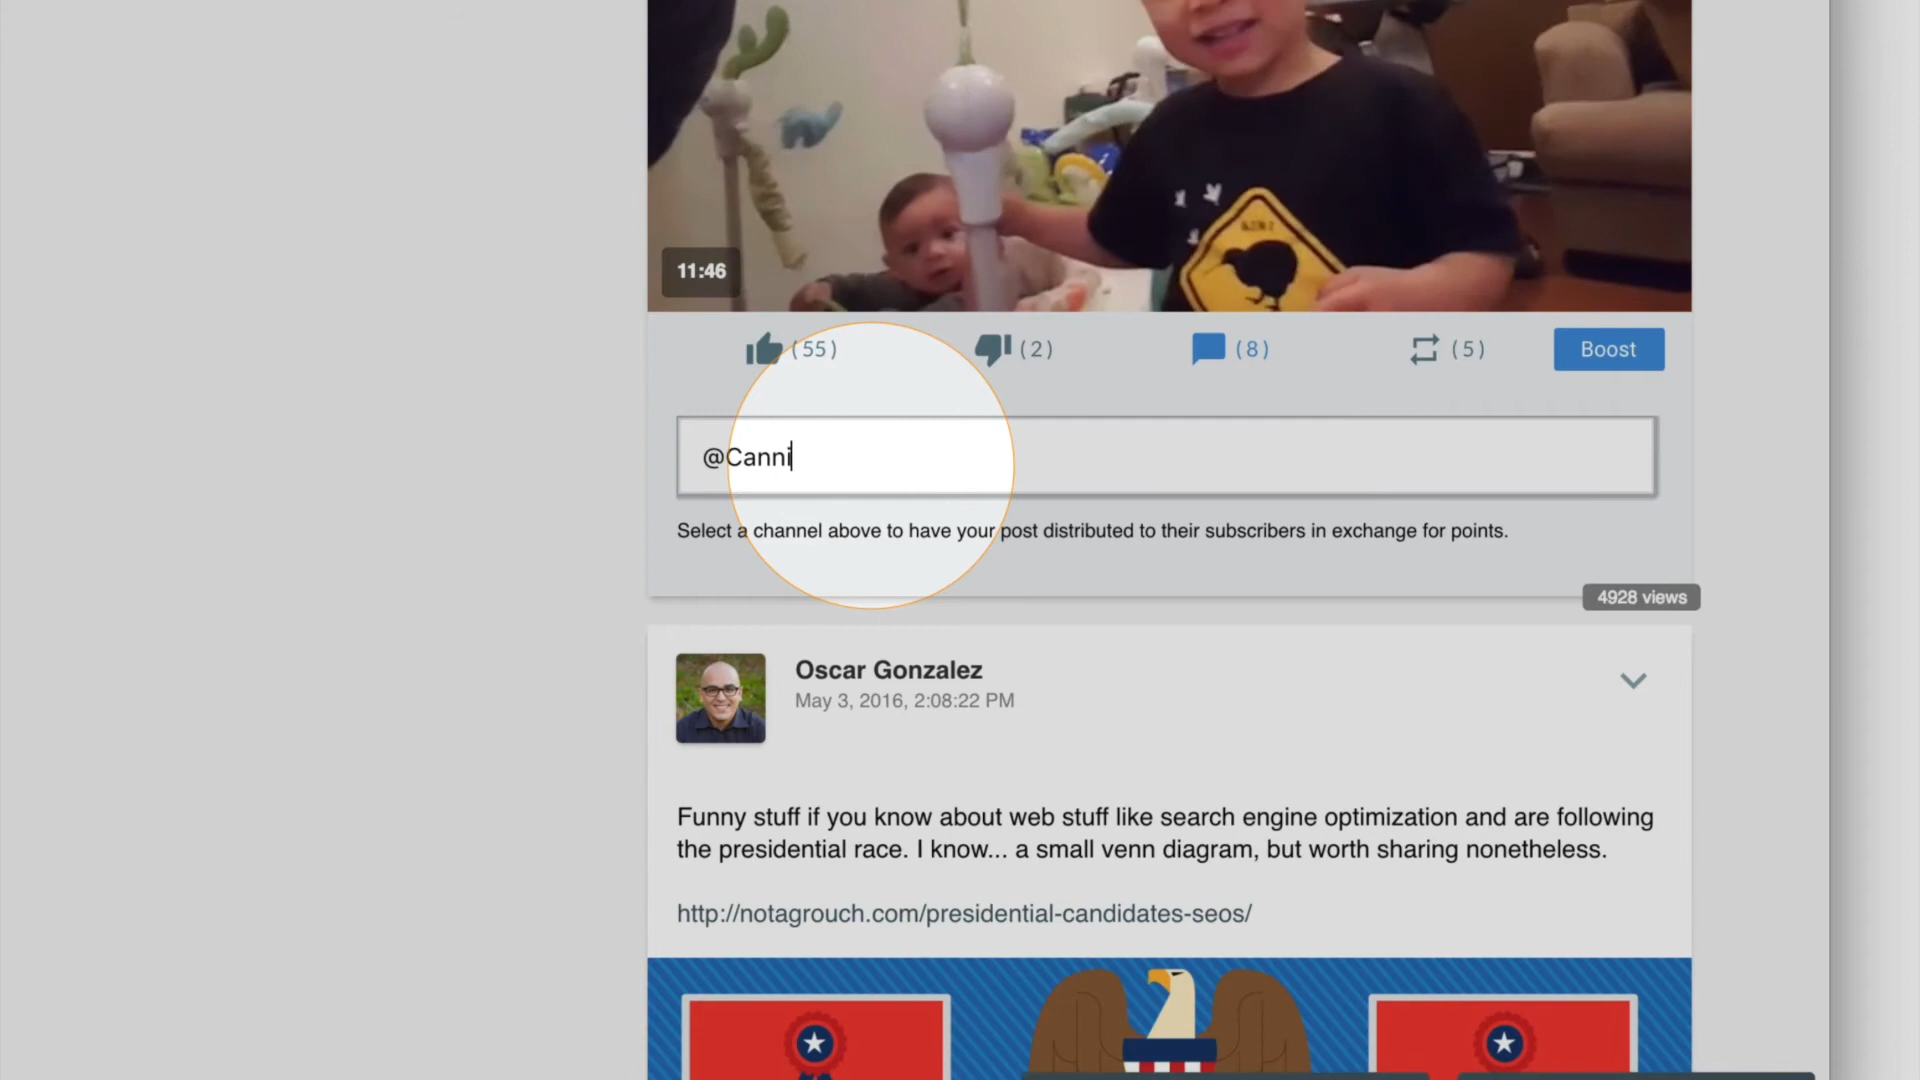 11:46
(55)
(2)
(8)
(5)
Boost
@Canni
Select a channel above to have your post distributed to their subscribers in exchange for points.
4928 views
Oscar Gonzalez
May 3, 2016, 2:08:22 PM
Funny stuff if you know about web stuff like search engine optimization and are following
the presidential race. I know... a small venn diagram, but worth sharing nonetheless.
http://notagrouch.com/presidential-candidates-seos/